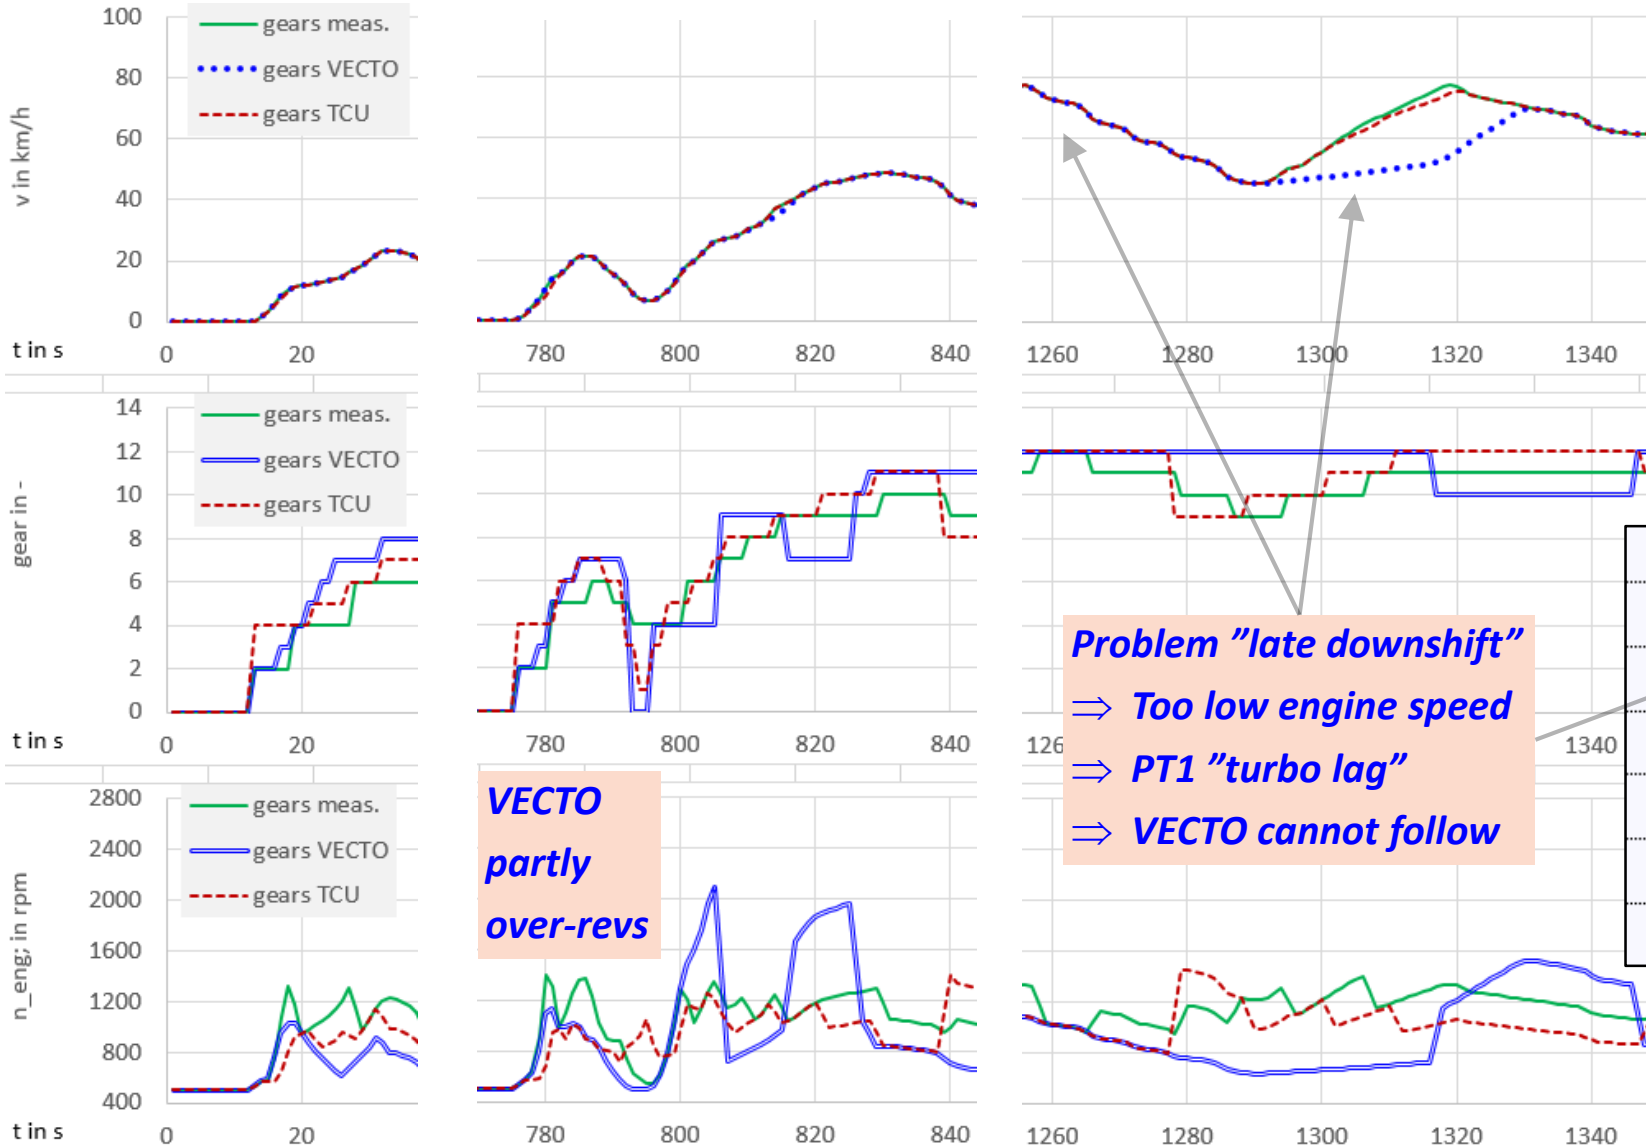 100
80
60
40
20
0
v in km/h
gears meas.
gears VECTO
gears TCU
t in s
0
20
780
800
820
840
1260
1280
1300
1320
1340
14
12
10
8
6
4
2
0
gear in -
gears meas.
gears VECTO
gears TCU
t in s
0
20
780
800
820
840
126
1340
Problem ”late downshift”
⇒ Too low engine speed
⇒ PT1 ”turbo lag”
⇒ VECTO cannot follow
2800
2400
2000
1600
1200
800
400
n_eng; in rpm
gears meas.
gears VECTO
gears TCU
VECTO
partly
over-revs
t in s
0
20
780
800
820
840
1260
1280
1300
1320
1340